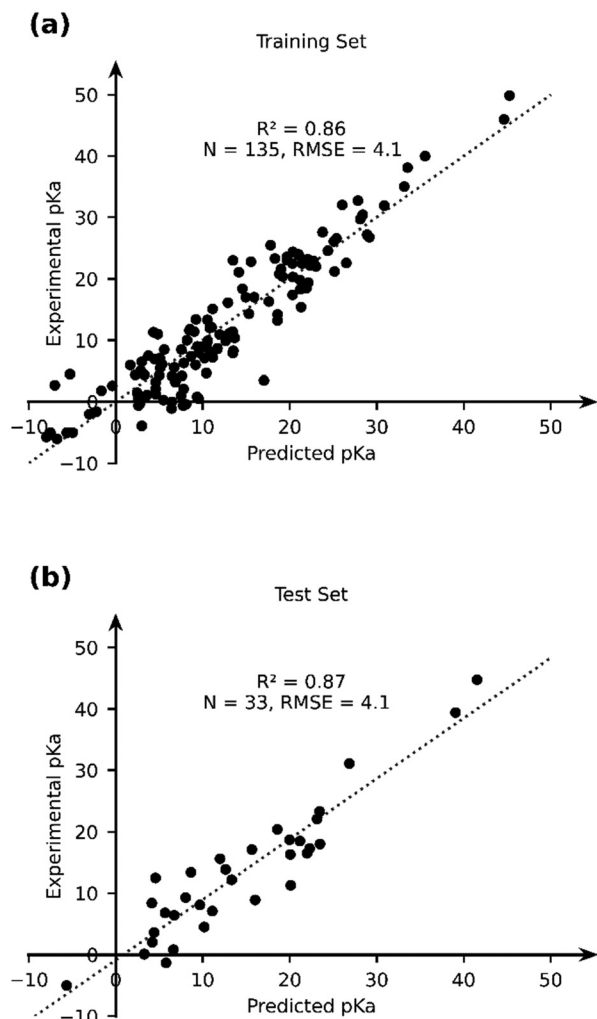 (a)
Training Set
50
R² = 0.86
N = 135, RMSE = 4.1
40
30
20
10
0
−10 0 10 20 30 40 50
−10
Experimental pKa
Predicted pKa
(b)
Test Set
50
R² = 0.87
N = 33, RMSE = 4.1
40
30
20
10
0
−10 0 10 20 30 40 50
−10
Experimental pKa
Predicted pKa